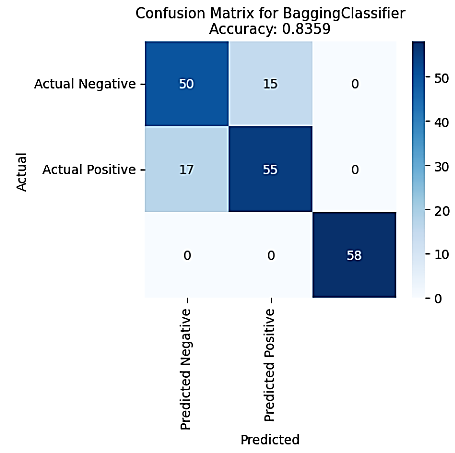 Confusion Matrix for BaggingClassifier
Accuracy: 0.8359
Actual Negative
50 15 0
Actual Positive
17 55 0
0 0 58
Actual
Predicted Negative
Predicted Positive
Predicted
50
40
30
20
10
0